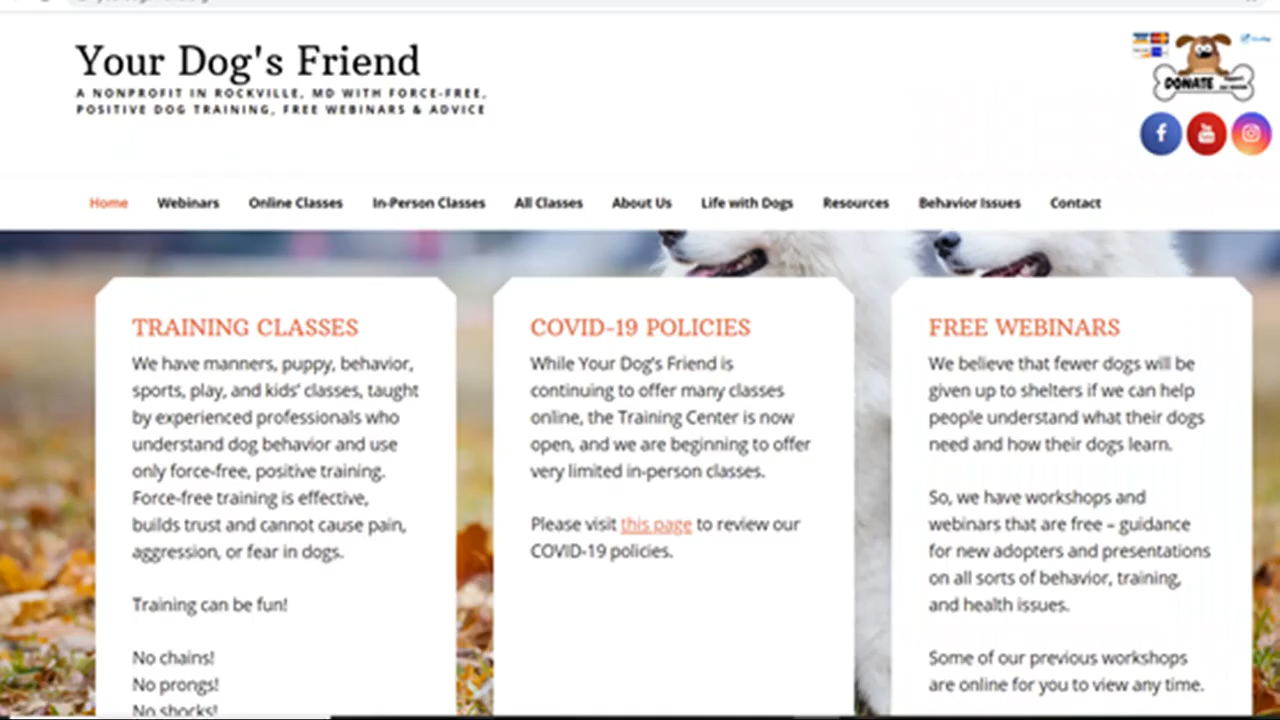 Your Dog's Friend
A NONPROFIT IN ROCKVILLE, MD WITH FORCE-FREE,
POSITIVE DOG TRAINING, FREE WEBINARS & ADVICE
DONATE
Home Webinars Online Classes In-Person Classes All Classes About Us Life with Dogs Resources Behavior Issues Contact
TRAINING CLASSES
We have manners, puppy, behavior,
sports, play, and kids' classes, taught
by experienced professionals who
understand dog behavior and use
only force-free, positive training.
Force-free training is effective,
builds trust and cannot cause pain,
aggression, or fear in dogs.
Training can be fun!
No chains!
No prongs!
No shocks!
COVID-19 POLICIES
While Your Dog's Friend is
continuing to offer many classes
online, the Training Center is now
open, and we are beginning to offer
very limited in-person classes.
Please visit this page to review our
COVID-19 policies.
FREE WEBINARS
We believe that fewer dogs will be
given up to shelters if we can help
people understand what their dogs
need and how their dogs learn.
So, we have workshops and
webinars that are free – guidance
for new adopters and presentations
on all sorts of behavior, training,
and health issues.
Some of our previous workshops
are online for you to view any time.